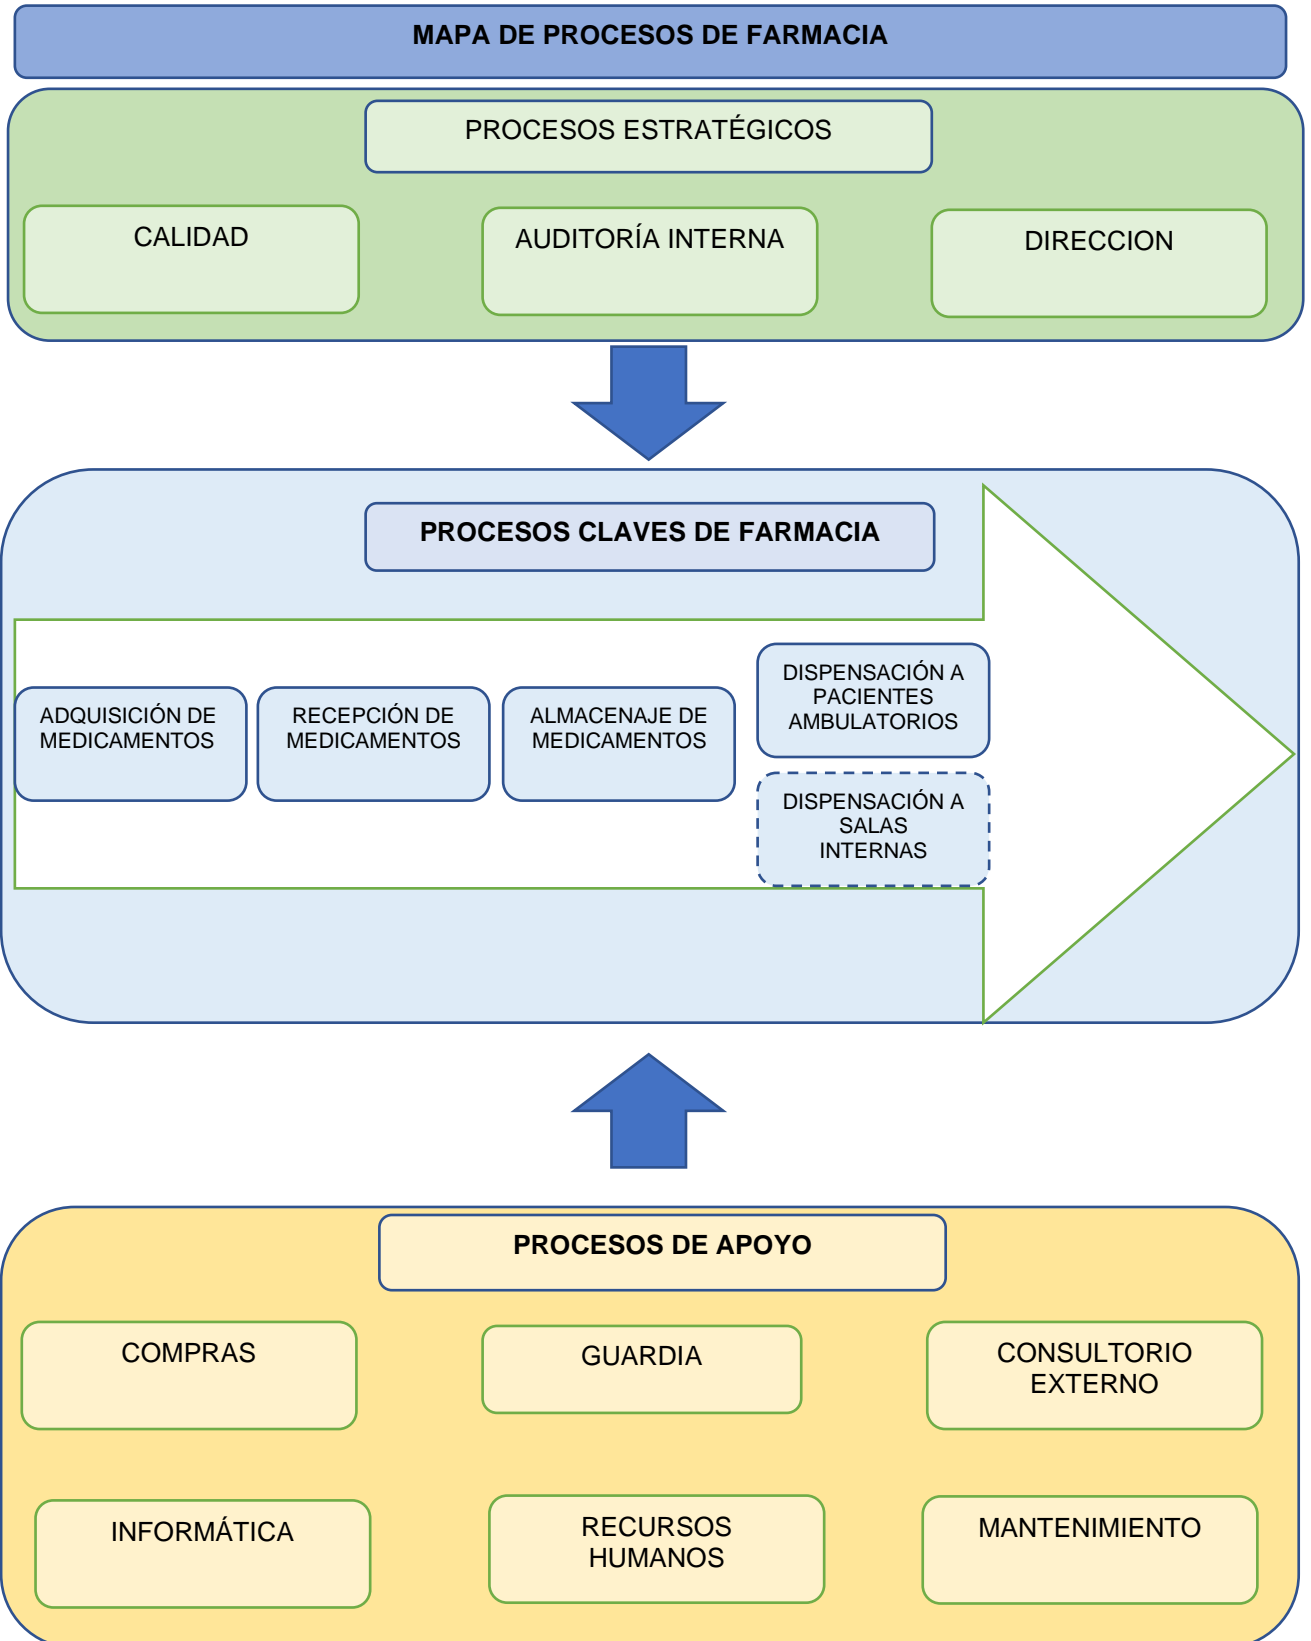 MAPA DE PROCESOS DE FARMACIA
PROCESOS ESTRATÉGICOS
CALIDAD
AUDITORÍA INTERNA
DIRECCION
PROCESOS CLAVES DE FARMACIA
ADQUISICIÓN DE
MEDICAMENTOS
RECEPCIÓN DE
MEDICAMENTOS
ALMACENAJE DE
MEDICAMENTOS
DISPENSACIÓN A
PACIENTES
AMBULATORIOS
DISPENSACIÓN A
SALAS
INTERNAS
PROCESOS DE APOYO
COMPRAS
GUARDIA
CONSULTORIO
EXTERNO
INFORMÁTICA
RECURSOS
HUMANOS
MANTENIMIENTO